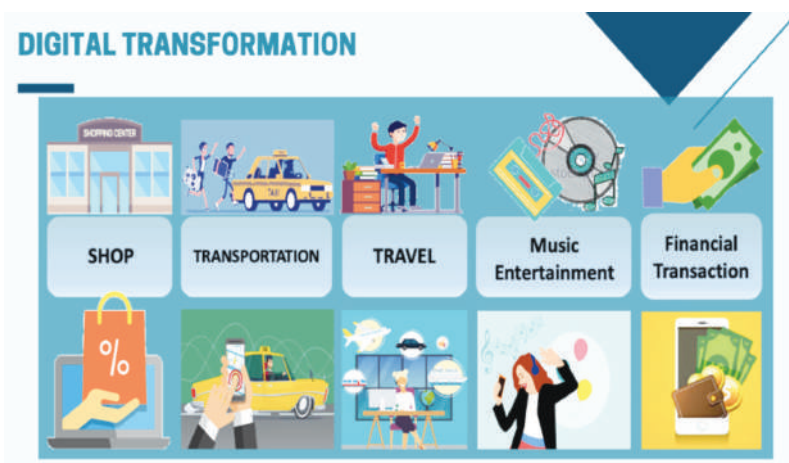 DIGITAL TRANSFORMATION
SHOPPING CENTER
TAXI
SHOP
TRANSPORTATION
TRAVEL
Music
Entertainment
Financial
Transaction
%